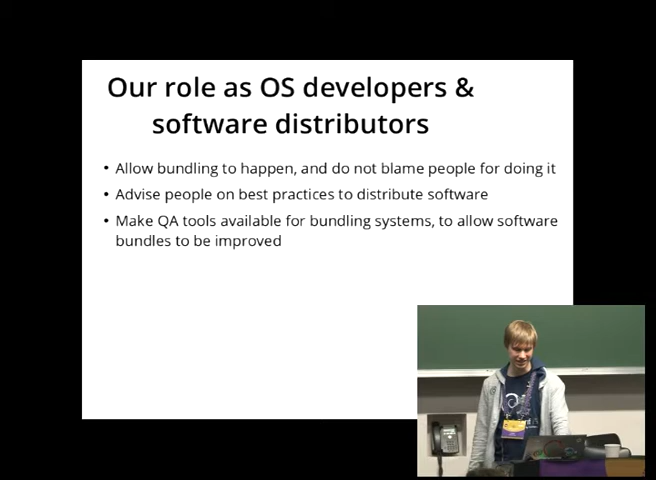 Our role as OS developers &
software distributors
• Allow bundling to happen, and do not blame people for doing it
• Advise people on best practices to distribute software
• Make QA tools available for bundling systems, to allow software
bundles to be improved